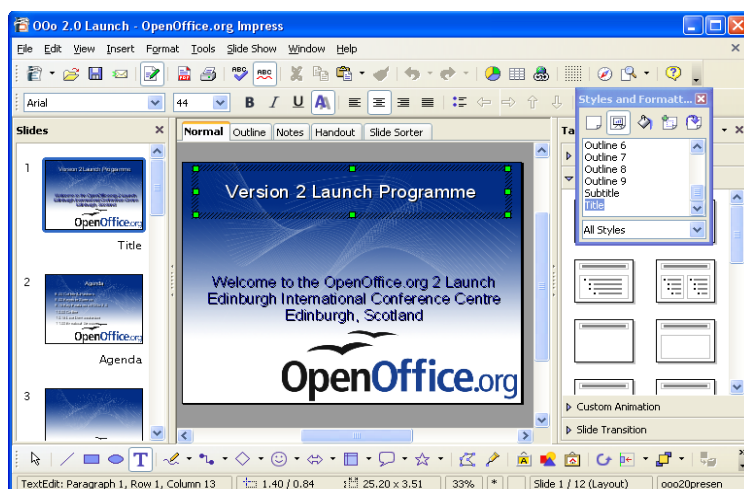 OOo 2.0 Launch - OpenOffice.org Impress
File Edit View Insert Format Tools Slide Show Window Help
ABC ABC
Arial 44 B I U A
Styles and Formatt...
Slides
Normal Outline Notes Handout Slide Sorter
Ta
Outline 6
Outline 7
Outline 8
Outline 9
Subtitle
Title
All Styles
1
Version 2 Launch Programme
OpenOffice.org
Title
2
Agenda
OpenOffice.org
Agenda
3
Version 2 Launch Programme
Welcome to the OpenOffice.org 2 Launch
Edinburgh International Conference Centre
Edinburgh, Scotland
OpenOffice.org
Custom Animation
Slide Transition
T
A
TextEdit: Paragraph 1, Row 1, Column 13 1.40 / 0.84 25.20 x 3.51 33% * Slide 1 / 12 (Layout) ooo20presen